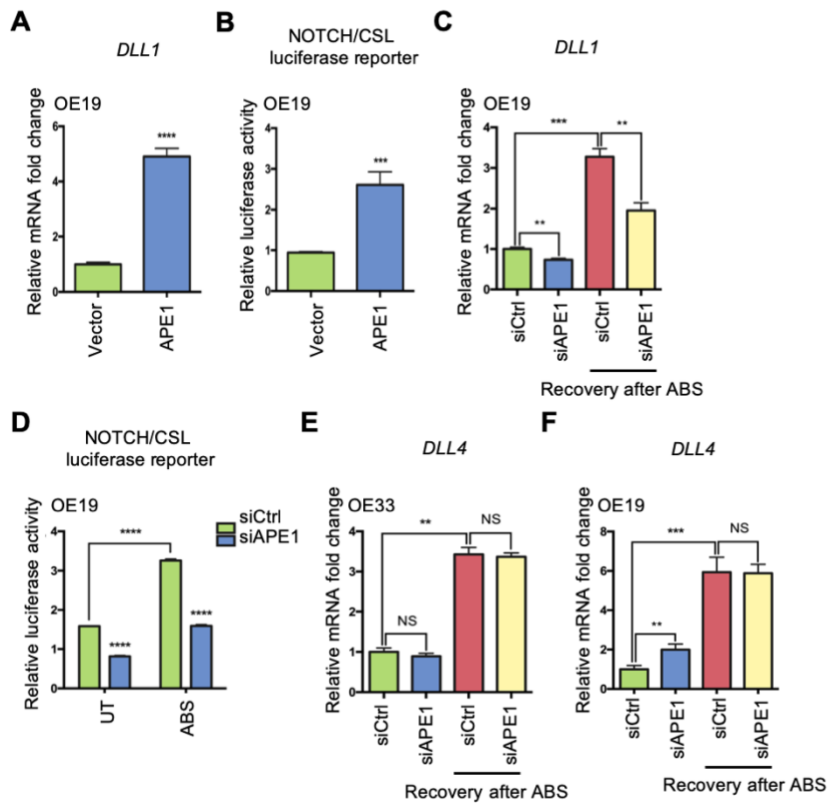 A
DLL1
OE19
Relative mRNA fold change
6
4
2
0
****
Vector
APE1
B
NOTCH/CSL
luciferase reporter
OE19
Relative luciferase activity
4
3
2
1
0
***
Vector
APE1
C
DLL1
OE19
Relative mRNA fold change
4
3
2
1
0
**
***
**
siCtrl
siAPE1
siCtrl
siAPE1
Recovery after ABS
D
NOTCH/CSL
luciferase reporter
OE19
siCtrl
siAPE1
Relative luciferase activity
4
3
2
1
0
****
****
****
UT
ABS
E
DLL4
OE33
Relative mRNA fold change
4
3
2
1
0
**
NS
NS
siCtrl
siAPE1
siCtrl
siAPE1
Recovery after ABS
F
DLL4
OE19
Relative mRNA fold change
8
6
4
2
0
***
NS
**
siCtrl
siAPE1
siCtrl
siAPE1
Recovery after ABS